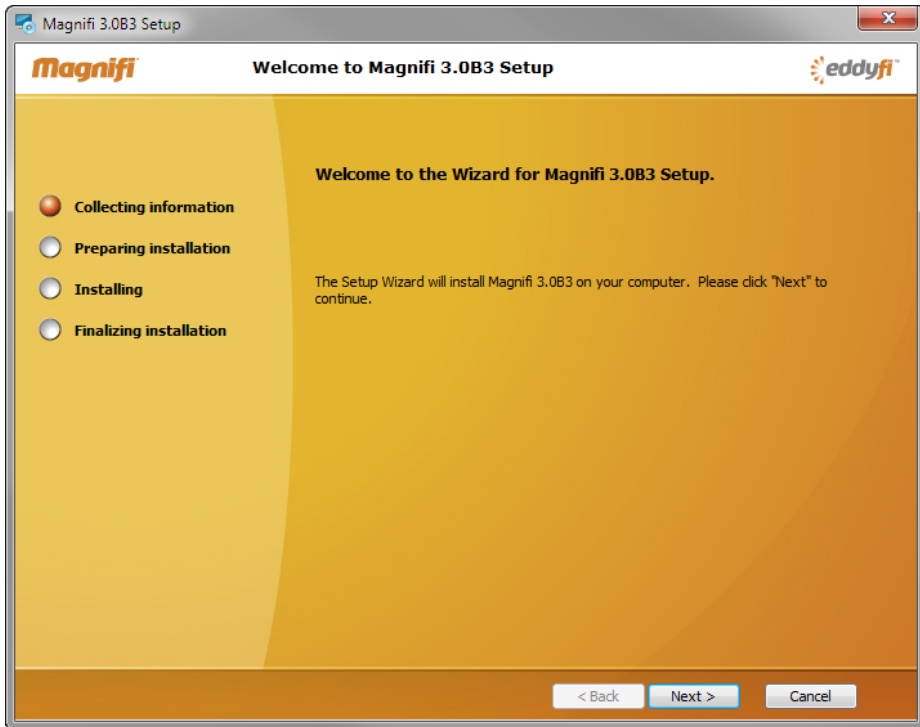 Magnifi 3.0B3 Setup
Magnifi
Welcome to Magnifi 3.0B3 Setup
eddyfi™
Welcome to the Wizard for Magnifi 3.0B3 Setup.
Collecting information
Preparing installation
Installing
Finalizing installation
The Setup Wizard will install Magnifi 3.0B3 on your computer.  Please click "Next" to
continue.
< Back
Next >
Cancel